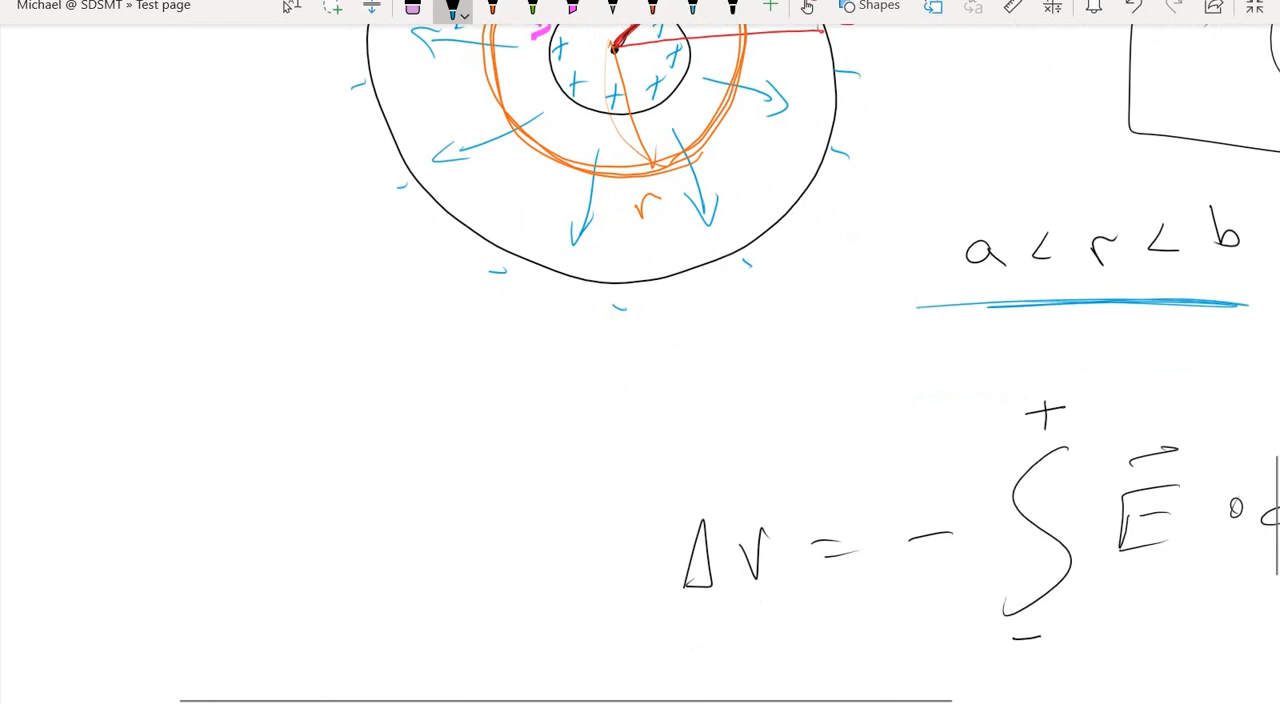 Michael @ SDSMT » Test page
Shapes
+ + + + + +
r
a < r < b
+
ΔV = - ∫ E⃗ ∘
-